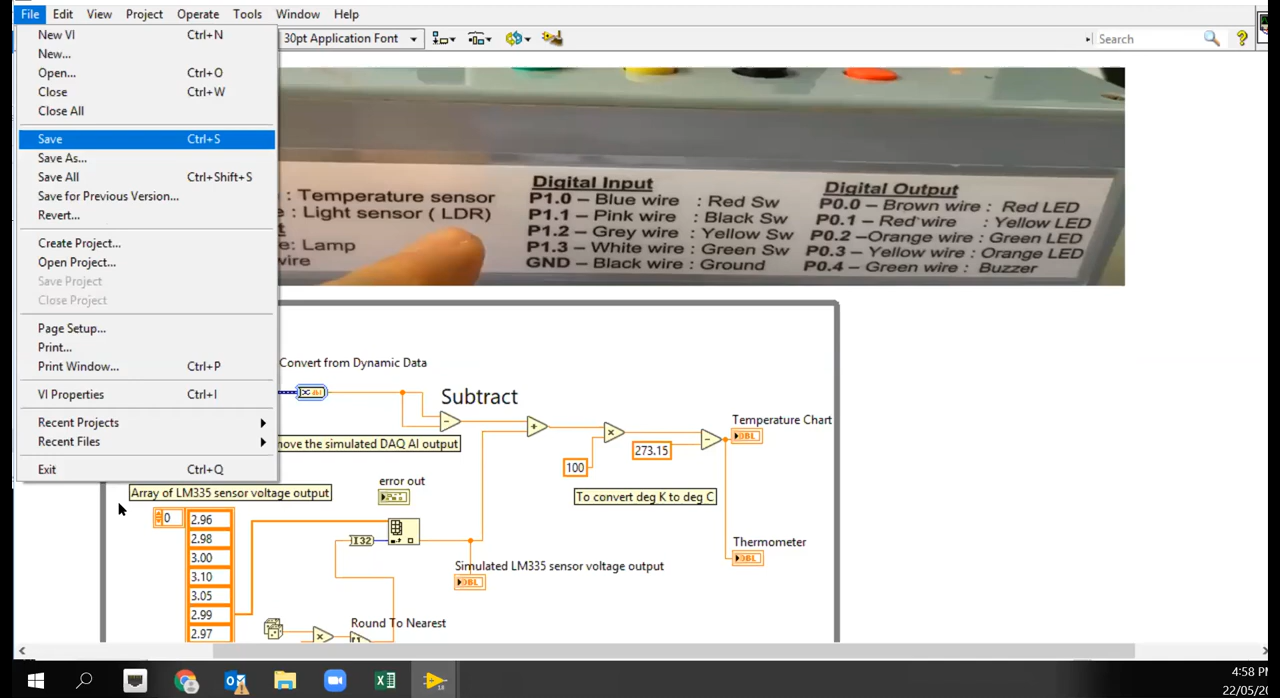 File Edit View Project Operate Tools Window Help
New VI Ctrl+N
30pt Application Font
Search
?
New...
Open... Ctrl+O
Close Ctrl+W
Close All
Save Ctrl+S
Save As...
Save All Ctrl+Shift+S
Save for Previous Version...
Revert...
Create Project...
Open Project...
Save Project
Close Project
Page Setup...
Print...
Print Window... Ctrl+P
VI Properties Ctrl+I
Recent Projects
Recent Files
Exit Ctrl+Q
: Temperature sensor
: Light sensor ( LDR)
: Lamp
wire
Digital Input
P1.0 – Blue wire : Red Sw
P1.1 – Pink wire : Black Sw
P1.2 – Grey wire : Yellow Sw
P1.3 – White wire : Green Sw
GND – Black wire : Ground
Digital Output
P0.0 – Brown wire : Red LED
P0.1 – Red wire : Yellow LED
P0.2 –Orange wire : Green LED
P0.3 – Yellow wire : Orange LED
P0.4 – Green wire : Buzzer
Convert from Dynamic Data
Subtract
the simulated DAQ AI output
100
273.15
Temperature Chart
DBL
To convert deg K to deg C
Thermometer
DBL
error out
Array of LM335 sensor voltage output
0
2.96
2.98
3.00
3.10
3.05
2.99
2.97
I32
Simulated LM335 sensor voltage output
DBL
Round To Nearest
4:58 PM
22/05/20